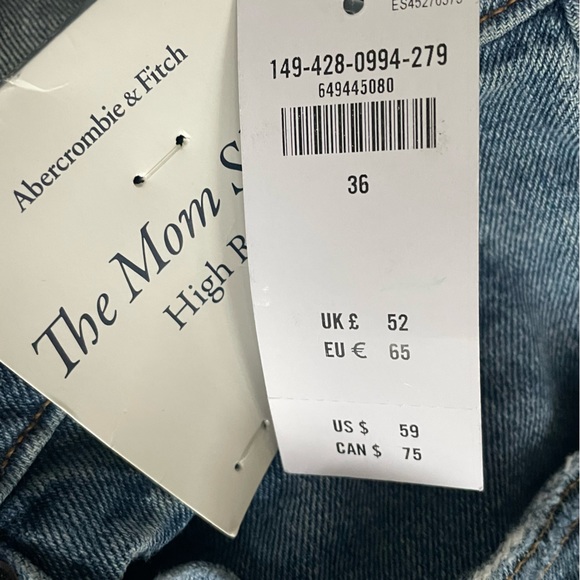 Abercrombie & Fitch
The Mom
High
149-428-0994-279
649445080
36
UK £ 52
EU € 65
US $ 59
CAN $ 75